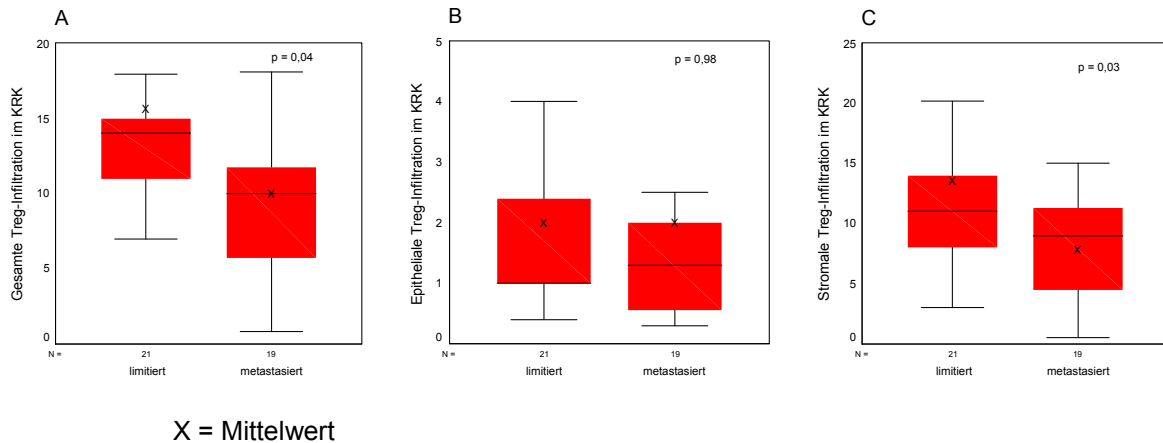 A
Gesamte Treg-Infiltration im KRK
20
15
10
5
0
p = 0,04
X
X
N =
21
19
limitiert
metastasiert
B
Epitheliale Treg-Infiltration im KRK
5
4
3
2
1
0
p = 0,98
X
X
N =
21
19
limitiert
metastasiert
C
Stromale Treg-Infiltration im KRK
25
20
15
10
5
0
p = 0,03
X
X
N =
21
19
limitiert
metastasiert
X = Mittelwert